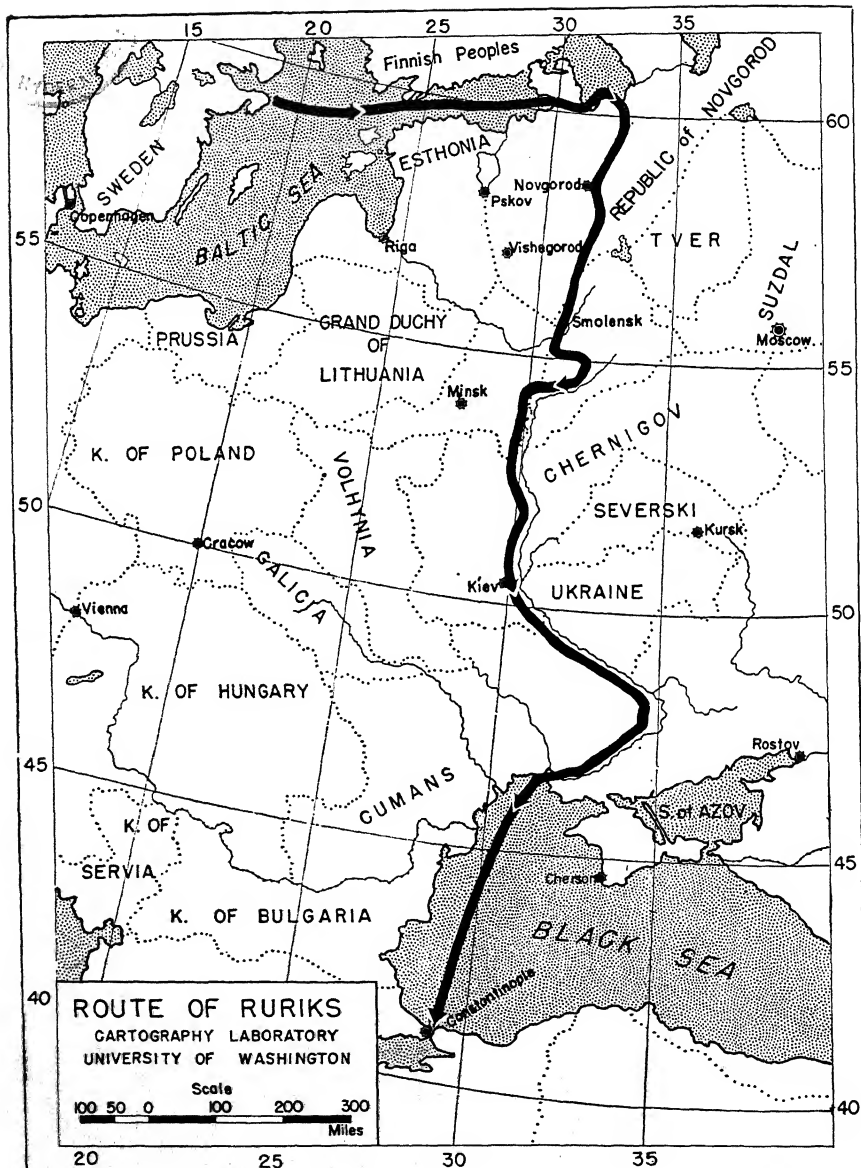 15 20 25 30 35
Finnish Peoples
REPUBLIC of NOVGOROD
60
SWEDEN
ESTHONIA
Novgorod
Pskov
Copenhagen
BALTIC SEA
Riga
Vishegorod
TVER
55
SUZDAL
Smolensk
Moscow
PRUSSIA
GRAND DUCHY
OF
LITHUANIA
55
Minsk
K. OF POLAND
VOLHYNIA
CHERNIGOV
50
SEVERSKI
Kursk
Cracow
GALICIA
Kiev
UKRAINE
Vienna
50
K. OF HUNGARY
Rostov
45
CUMANS
S. of AZOV
K. OF
SERVIA
Cherson
45
K. OF BULGARIA
BLACK SEA
40
Constantinople
ROUTE OF RURIKS
CARTOGRAPHY LABORATORY
UNIVERSITY OF WASHINGTON
Scale
100 50 0 100 200 300
Miles
40
20 25 30 35